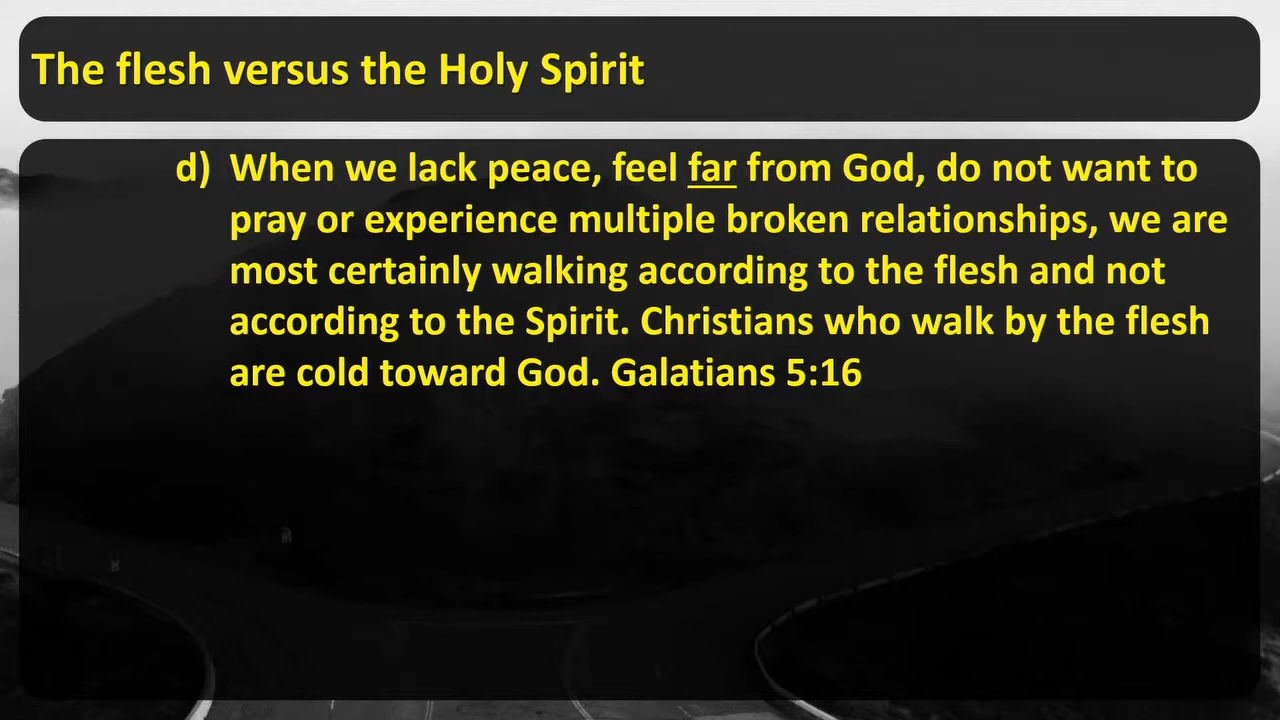 The flesh versus the Holy Spirit
d) When we lack peace, feel far from God, do not want to
pray or experience multiple broken relationships, we are
most certainly walking according to the flesh and not
according to the Spirit. Christians who walk by the flesh
are cold toward God. Galatians 5:16